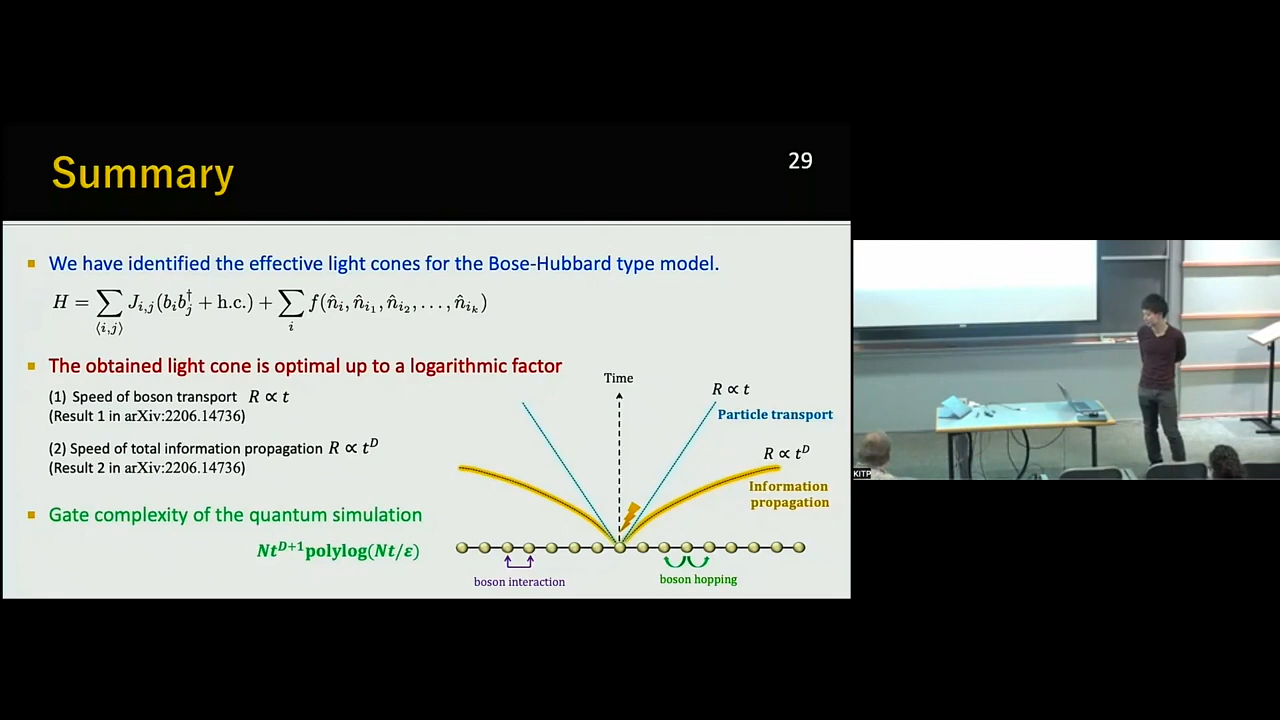 Summary
29
We have identified the effective light cones for the Bose-Hubbard type model.
H = ∑_{⟨i,j⟩} J_{i,j}(b_i b_j^† + h.c.) + ∑_i f(n̂_i, n̂_{i_1}, n̂_{i_2}, . . . , n̂_{i_k})
The obtained light cone is optimal up to a logarithmic factor
(1) Speed of boson transport R ∝ t
(Result 1 in arXiv:2206.14736)
(2) Speed of total information propagation R ∝ t^D
(Result 2 in arXiv:2206.14736)
Gate complexity of the quantum simulation
Nt^{D+1}polylog(Nt/ε)
Time
R ∝ t
Particle transport
R ∝ t^D
Information
propagation
boson interaction
boson hopping
KITP